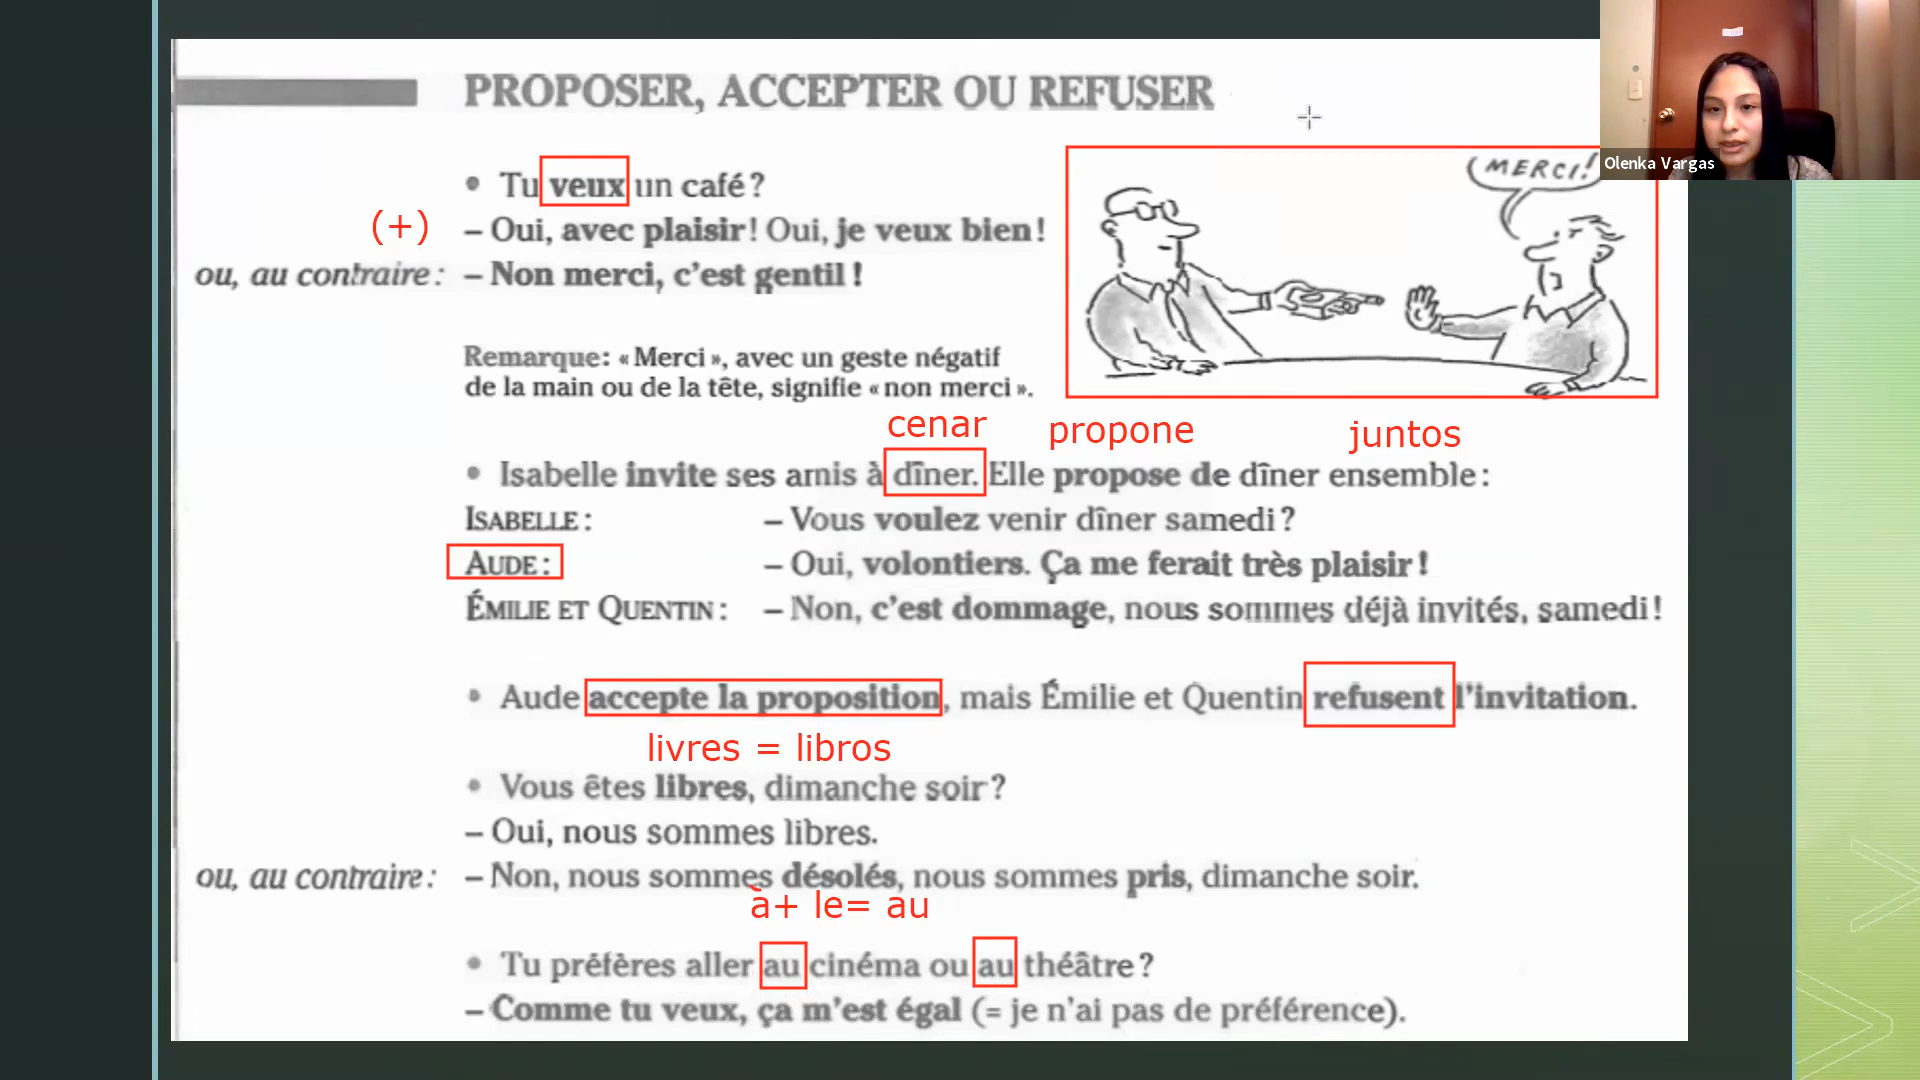 PROPOSER, ACCEPTER OU REFUSER
Olenka Vargas
MERCI!
• Tu veux un café ?
(+)
– Oui, avec plaisir ! Oui, je veux bien !
ou, au contraire : – Non merci, c'est gentil !
Remarque : « Merci », avec un geste négatif
de la main ou de la tête, signifie « non merci ».
cenar propone juntos
• Isabelle invite ses amis à dîner. Elle propose de dîner ensemble :
ISABELLE : – Vous voulez venir dîner samedi ?
AUDE : – Oui, volontiers. Ça me ferait très plaisir !
ÉMILIE ET QUENTIN : – Non, c'est dommage, nous sommes déjà invités, samedi !
• Aude accepte la proposition, mais Émilie et Quentin refusent l'invitation.
livres = libros
• Vous êtes libres, dimanche soir ?
– Oui, nous sommes libres.
ou, au contraire : – Non, nous sommes désolés, nous sommes pris, dimanche soir.
à+ le= au
• Tu préfères aller au cinéma ou au théâtre ?
– Comme tu veux, ça m'est égal (= je n'ai pas de préférence).